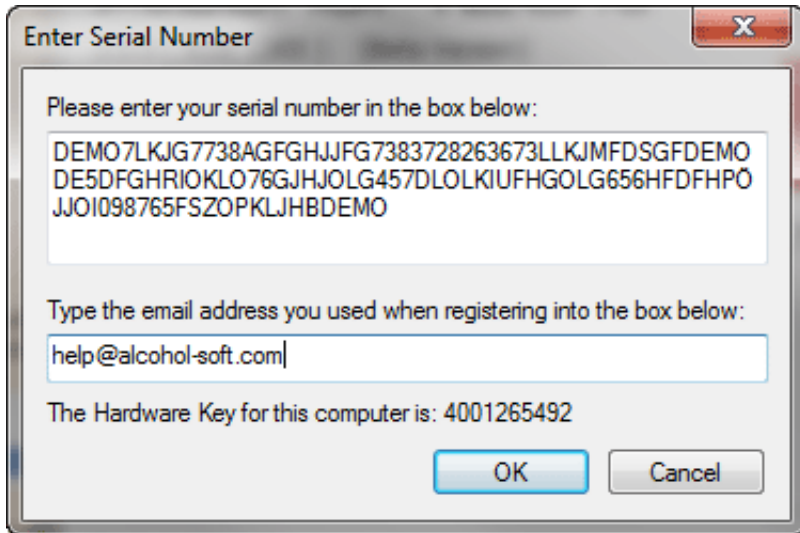 Enter Serial Number
Please enter your serial number in the box below:
DEMO7LKJG7738AGFGHJJFG7383728263673LLKJMFDSGFDEMO
DE5DFGHRIOKLO76GJHJOLG457DLOLKIUFHGOLG656HFDFHPÖ
JJOI098765FSZOPKLJHBDEMO
Type the email address you used when registering into the box below:
help@alcohol-soft.com
The Hardware Key for this computer is: 4001265492
OK
Cancel